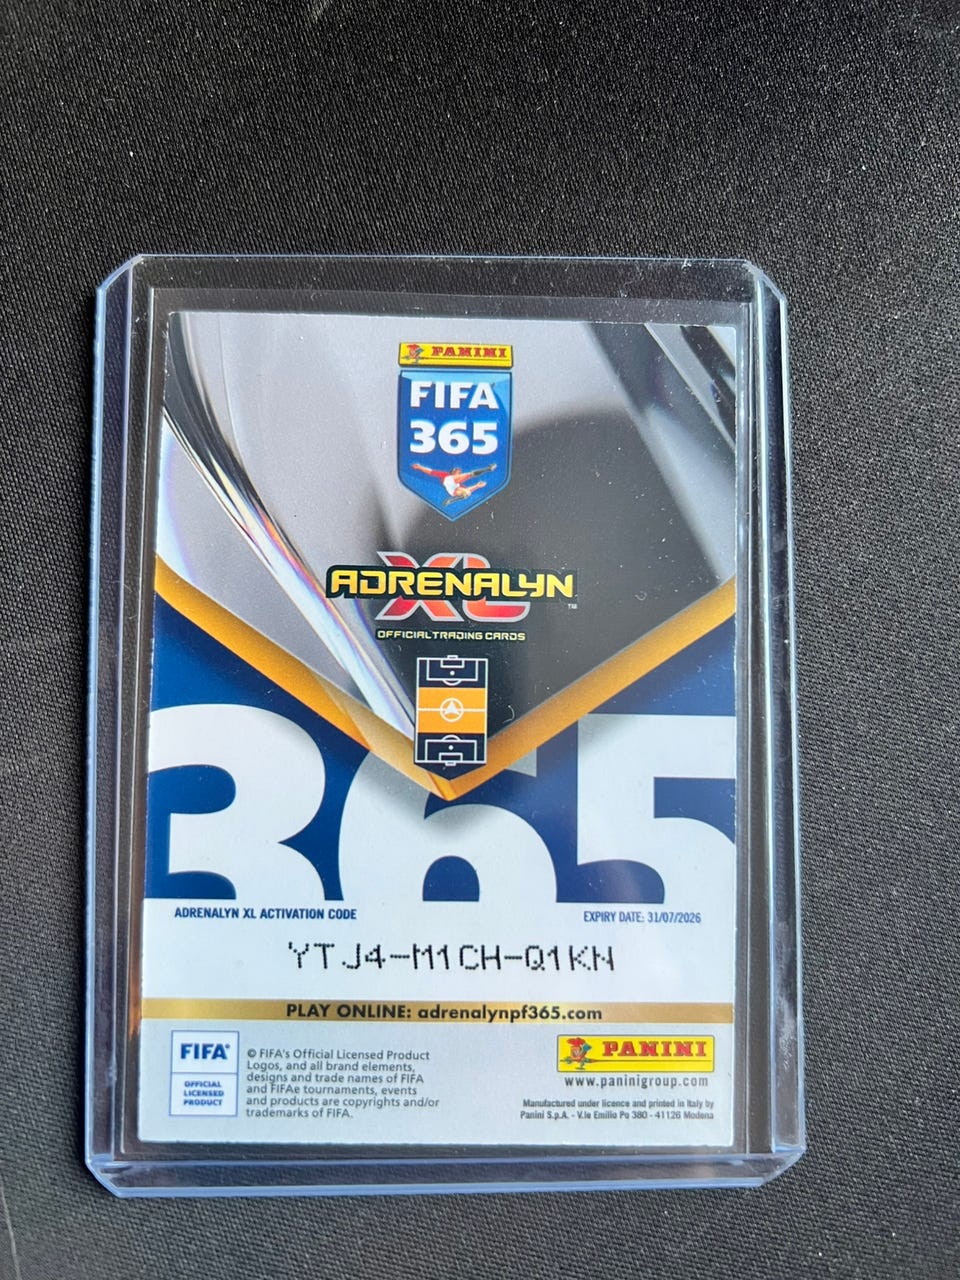 PANINI
FIFA
365
ADRENALYN
XL
™
OFFICIAL TRADING CARDS
365
ADRENALYN XL ACTIVATION CODE
EXPIRY DATE: 31/07/2026
YTJ4-M1CH-Q1KN
PLAY ONLINE: adrenalynpf365.com
FIFA®
OFFICIAL
LICENSED
PRODUCT
© FIFA's Official Licensed Product
Logos, and all brand elements,
designs and trade names of FIFA
and FIFAe tournaments, events
and products are copyrights and/or
trademarks of FIFA.
PANINI
www.paninigroup.com
Manufactured under licence and printed in Italy by
Panini S.p.A. - V.le Emilio Po 380 - 41126 Modena